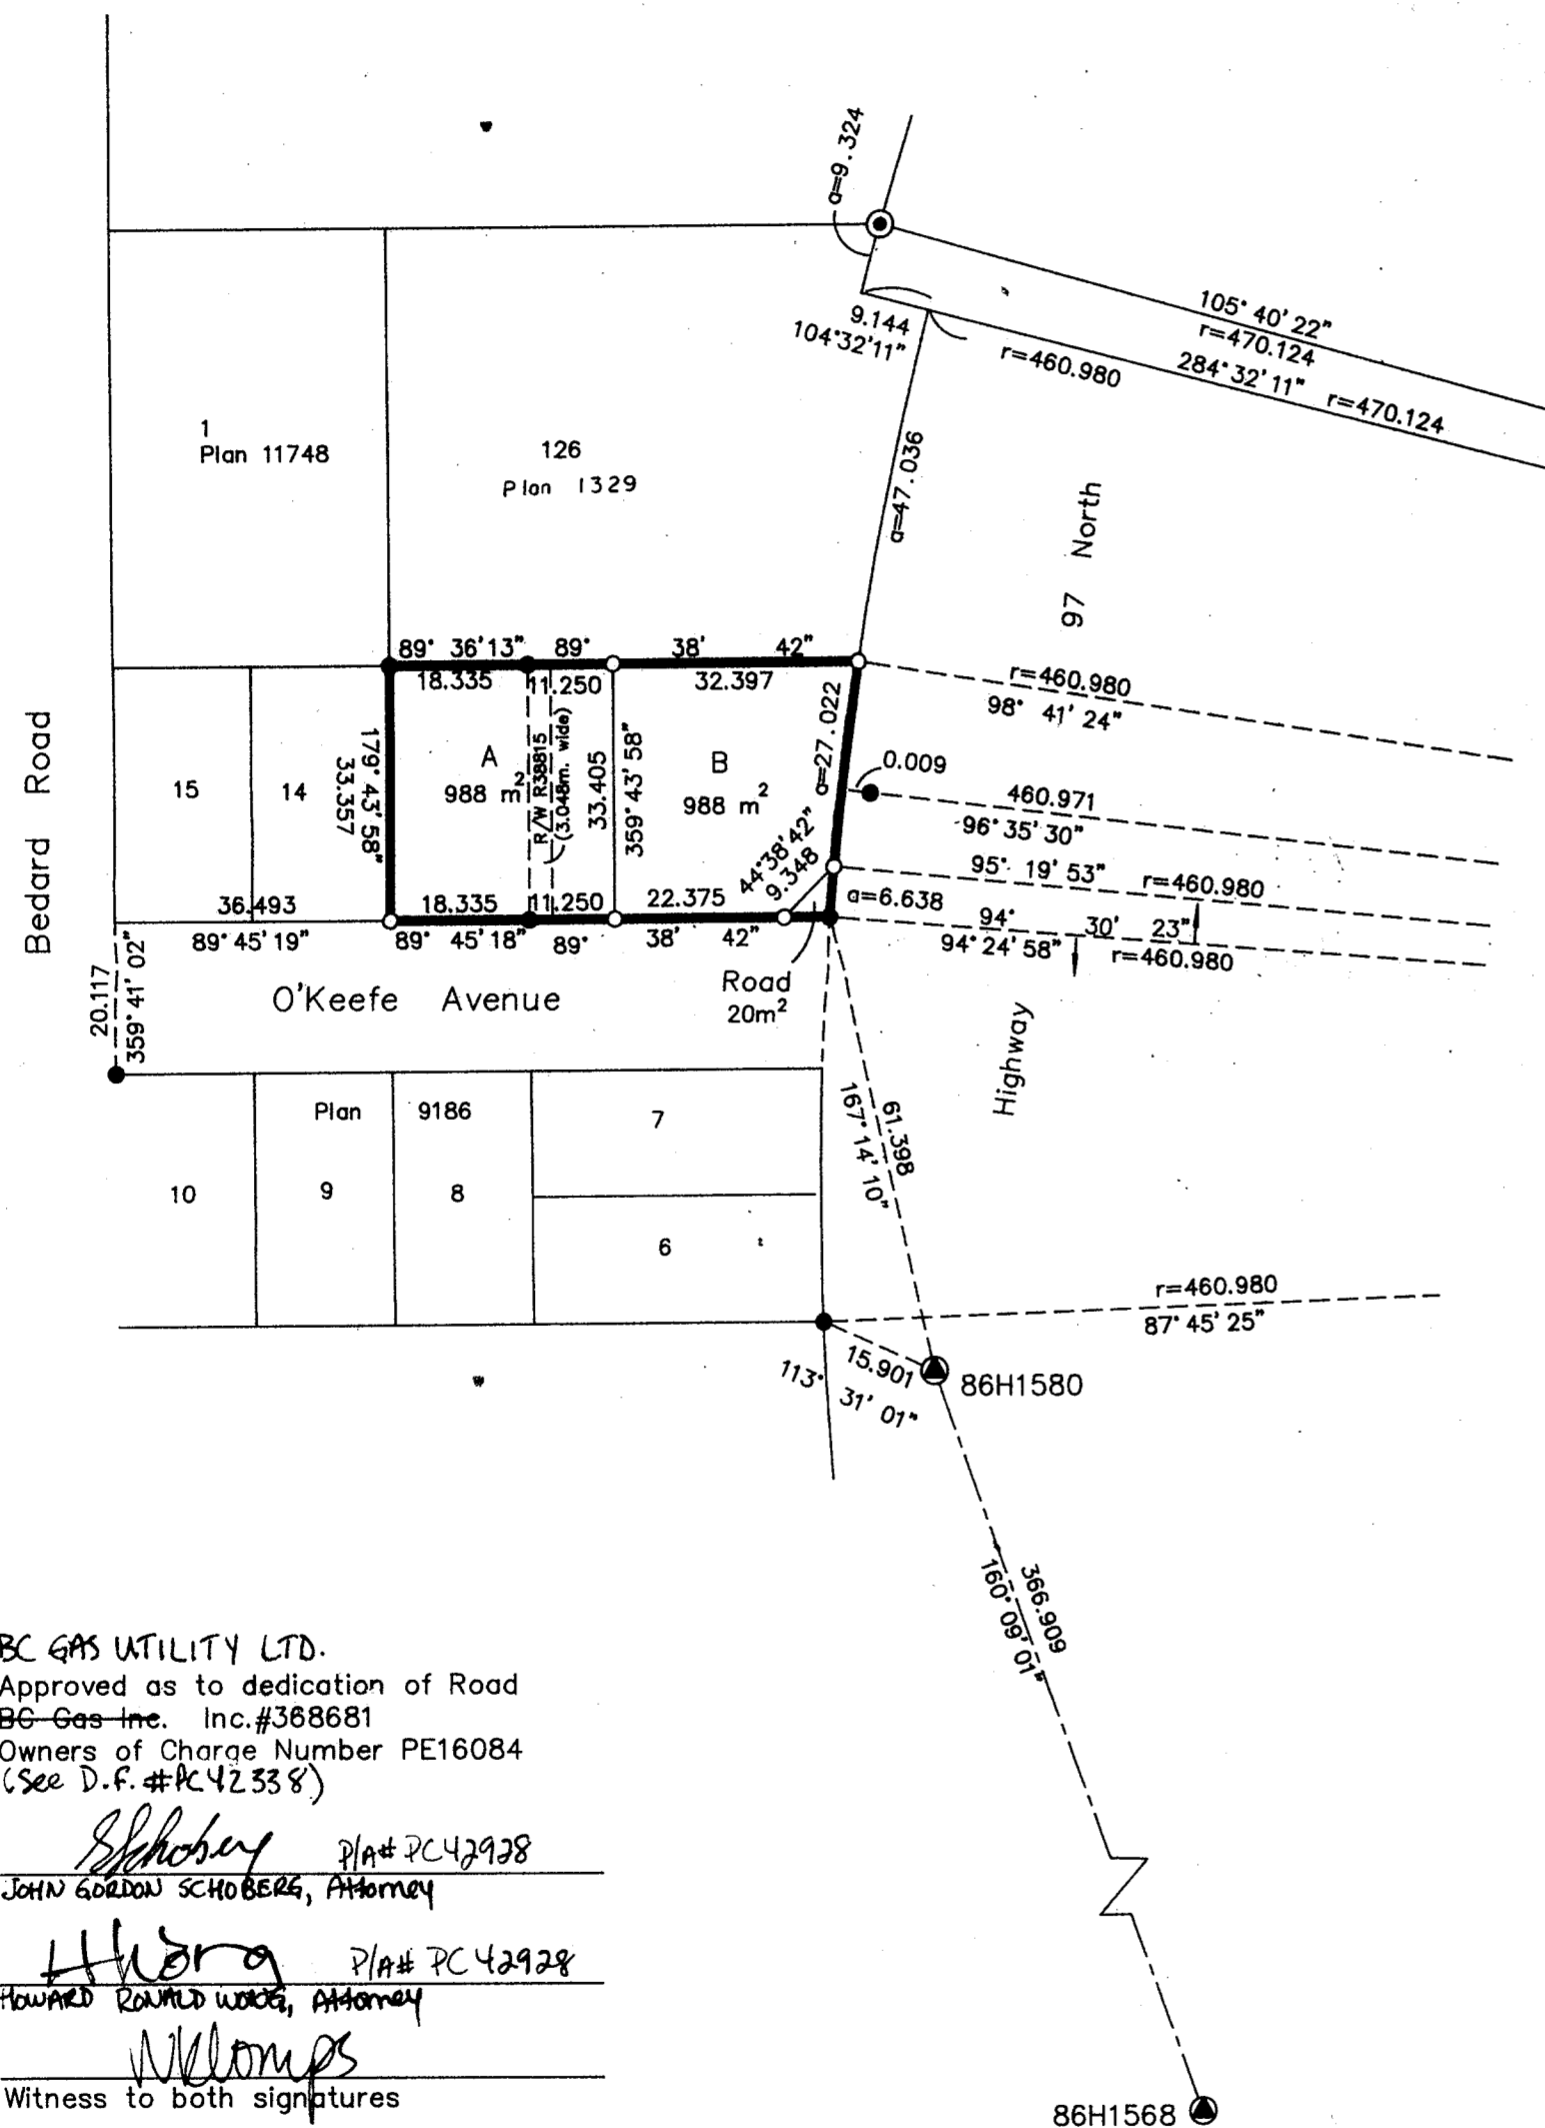 a=9.324
105° 40' 22"
r=470.124
9.144
104°32'11"
r=460.980
284° 32' 11" r=470.124
1
Plan 11748
126
Plan 1329
a=47.036
97 North
89° 36'13" 89° 38' 42"
18.335 11.250 32.397
r=460.980
98° 41' 24"
Bedard Road
15
14
179° 43' 58"
33.357
A
988 m2
R/W R38815
(3.048m. wide)
33.405
359° 43' 58"
B
988 m2
a=27.022
0.009
460.971
96° 35' 30"
44°38'42"
9.348
95° 19' 53" r=460.980
36.493 18.335 11.250 22.375 a=6.638
89° 45' 19" 89° 45' 18" 89° 38' 42"
94° 30' 23"
94° 24' 58" r=460.980
20.117
359° 41' 02"
O'Keefe Avenue
Road
20m2
Highway
Plan 9186
7
10
9
8
6
61.398
167° 14' 10"
r=460.980
87° 45' 25"
15.901
113° 31' 01"
86H1580
366.909
160° 09' 01"
BC GAS UTILITY LTD.
Approved as to dedication of Road
BC Gas Inc. Inc.#368681
Owners of Charge Number PE16084
(See D.F. #PC42338)
P/A# PC42928
JOHN GORDON SCHOBERG, Attorney
P/A# PC42928
HOWARD RONALD WONG, Attorney
Witness to both signatures
86H1568